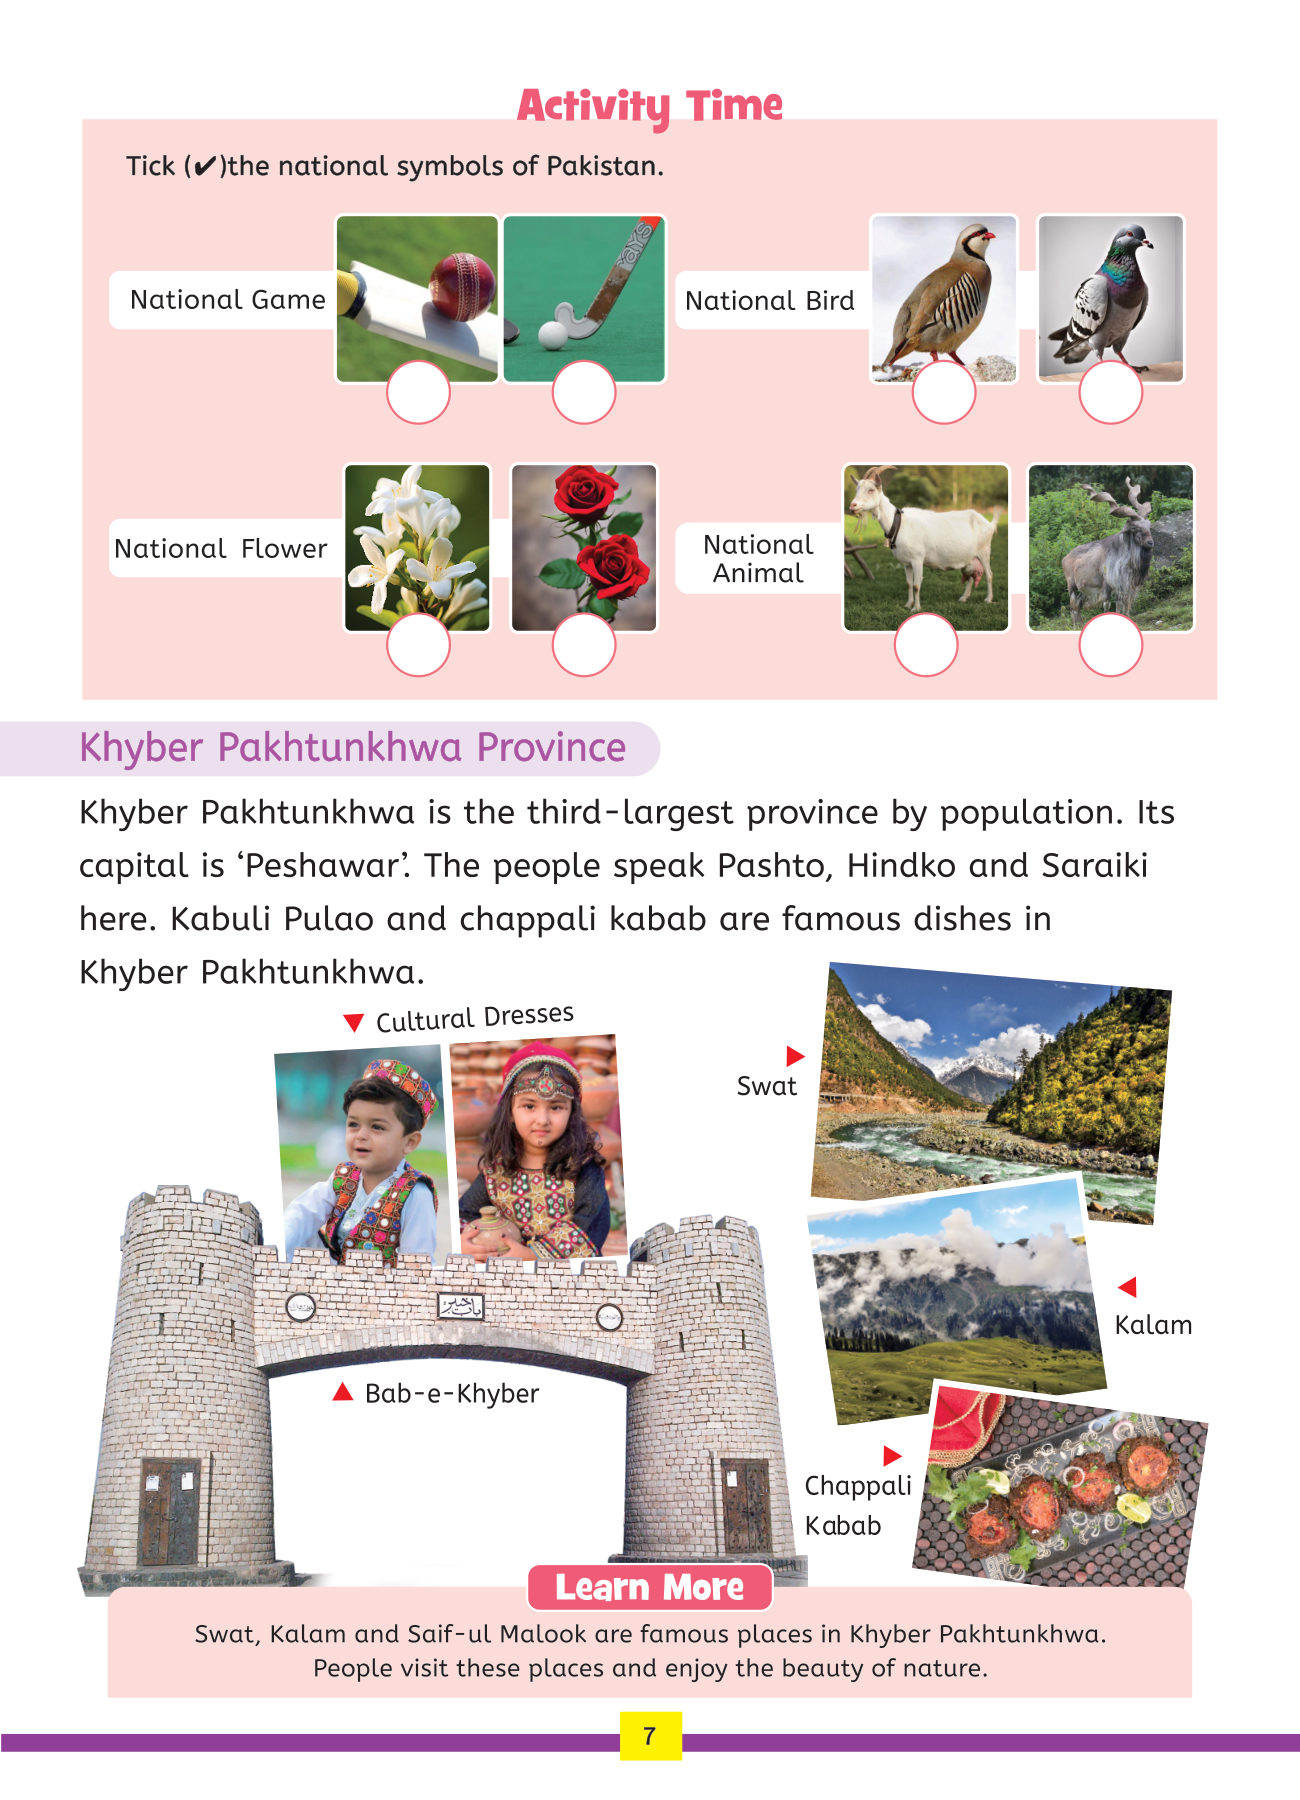 Activity Time
Tick (✔)the national symbols of Pakistan.
National Game
National Bird
National Flower
National
Animal
Khyber Pakhtunkhwa Province
Khyber Pakhtunkhwa is the third-largest province by population. Its
capital is ‘Peshawar’. The people speak Pashto, Hindko and Saraiki
here. Kabuli Pulao and chappali kabab are famous dishes in
Khyber Pakhtunkhwa.
Cultural Dresses
Swat
Kalam
باب خیبر
Bab-e-Khyber
Chappali
Kabab
Learn More
Swat, Kalam and Saif-ul Malook are famous places in Khyber Pakhtunkhwa.
People visit these places and enjoy the beauty of nature.
7